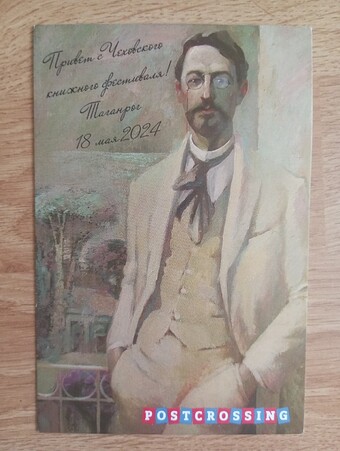 Привет с Чеховского
книжного фестиваля!
Таганрог
18 мая 2024
POSTCROSSING